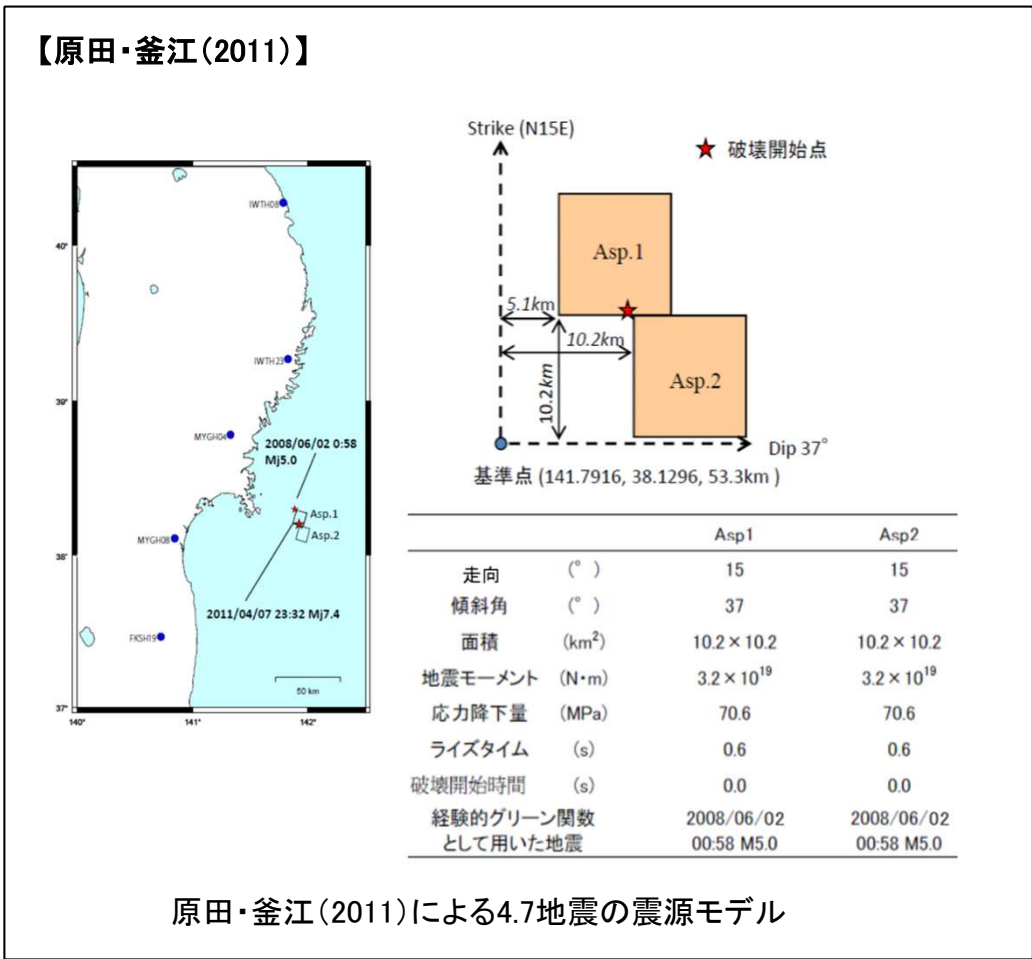 【原田・釜江(2011)】
IWTH08
40°
IWTH23
39°
MYGH04
2008/06/02 0:58
Mj5.0
Asp.1
Asp.2
MYGH08
38°
2011/04/07 23:32 Mj7.4
FKSH19
50 km
37°
140° 141° 142°
Strike (N15E)
破壊開始点
Asp.1
5.1km
10.2km
10.2km
Asp.2
Dip 37°
基準点 (141.7916, 38.1296, 53.3km )
Asp1 Asp2
走向 (°) 15 15
傾斜角 (°) 37 37
面積 (km²) 10.2×10.2 10.2×10.2
地震モーメント (N・m) 3.2×10¹⁹ 3.2×10¹⁹
応力降下量 (MPa) 70.6 70.6
ライズタイム (s) 0.6 0.6
破壊開始時間 (s) 0.0 0.0
経験的グリーン関数 2008/06/02 2008/06/02
として用いた地震 00:58 M5.0 00:58 M5.0
原田・釜江(2011)による4.7地震の震源モデル